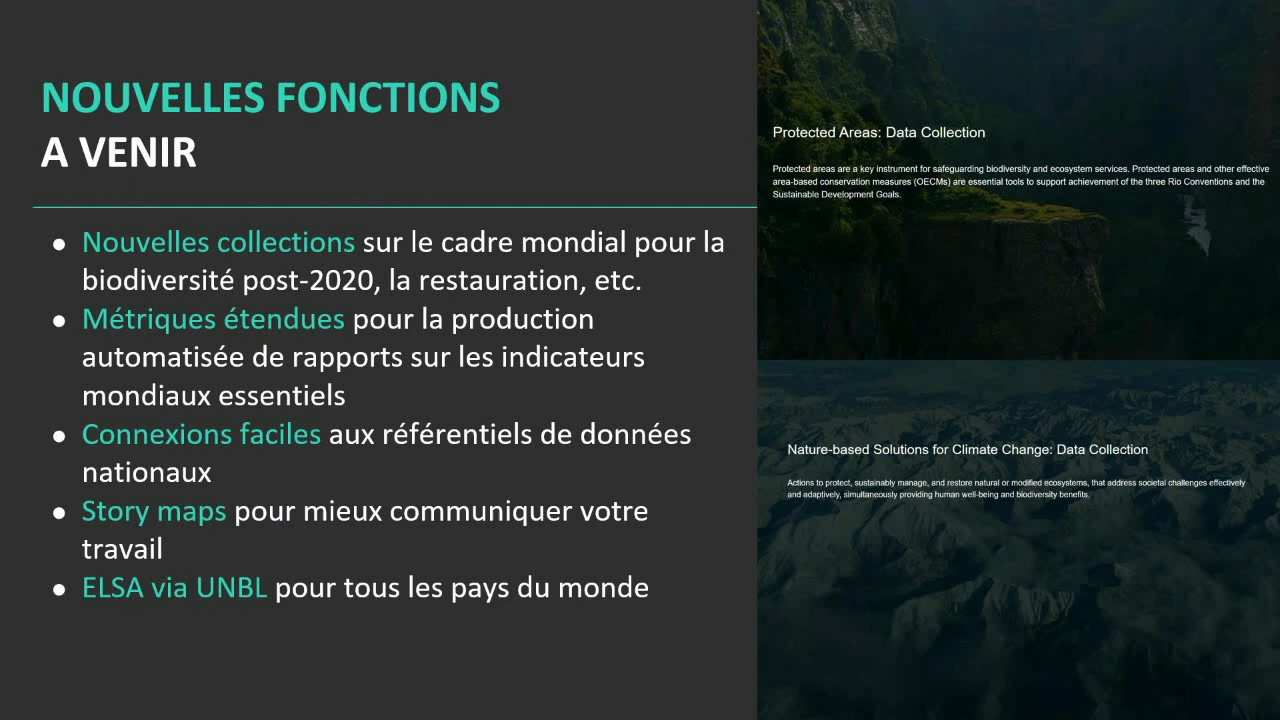 NOUVELLES FONCTIONS
A VENIR
● Nouvelles collections sur le cadre mondial pour la
biodiversité post-2020, la restauration, etc.
● Métriques étendues pour la production
automatisée de rapports sur les indicateurs
mondiaux essentiels
● Connexions faciles aux référentiels de données
nationaux
● Story maps pour mieux communiquer votre
travail
● ELSA via UNBL pour tous les pays du monde
Protected Areas: Data Collection
Protected areas are a key instrument for safeguarding biodiversity and ecosystem services. Protected areas and other effective
area-based conservation measures (OECMs) are essential tools to support achievement of the three Rio Conventions and the
Sustainable Development Goals.
Nature-based Solutions for Climate Change: Data Collection
Actions to protect, sustainably manage, and restore natural or modified ecosystems, that address societal challenges effectively
and adaptively, simultaneously providing human well-being and biodiversity benefits.